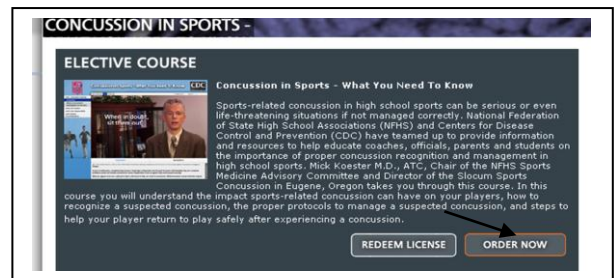 CONCUSSION IN SPORTS -
ELECTIVE COURSE
Concussion in Sports - What You Need To Know
CDC
When in doubt,
sit them out!
Sports-related concussion in high school sports can be serious or even
life-threatening situations if not managed correctly. National Federation
of State High School Associations (NFHS) and Centers for Disease
Control and Prevention (CDC) have teamed up to provide information
and resources to help educate coaches, officials, parents and students on
the importance of proper concussion recognition and management in
high school sports. Mick Koester M.D., ATC, Chair of the NFHS Sports
Medicine Advisory Committee and Director of the Slocum Sports
Concussion in Eugene, Oregon takes you through this course. In this
course you will understand the impact sports-related concussion can have on your players, how to
recognize a suspected concussion, the proper protocols to manage a suspected concussion, and steps to
help your player return to play safely after experiencing a concussion.
REDEEM LICENSE
ORDER NOW